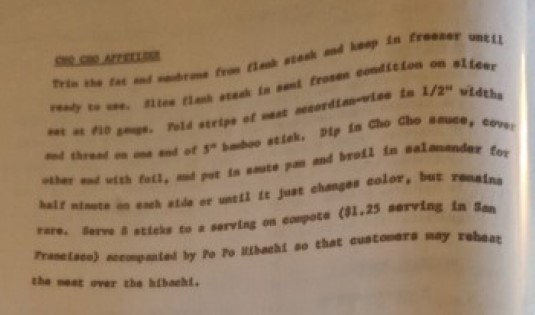 CHO CHO APPETIZER
Trim the fat and membrane from flank steak and keep in freezer until
ready to use. Slice flank steak in semi frozen condition on slicer
set at #10 gauge. Fold strips of meat accordian-wise in 1/2" widths
and thread on one end of 5" bamboo stick. Dip in Cho Cho sauce, cover
other end with foil, and put in saute pan and broil in salamander for
half minute on each side or until it just changes color, but remains
rare. Serve 8 sticks to a serving on compote ($1.25 serving in San
Francisco) accompanied by Po Po Hibachi so that customers may reheat
the meat over the hibachi.